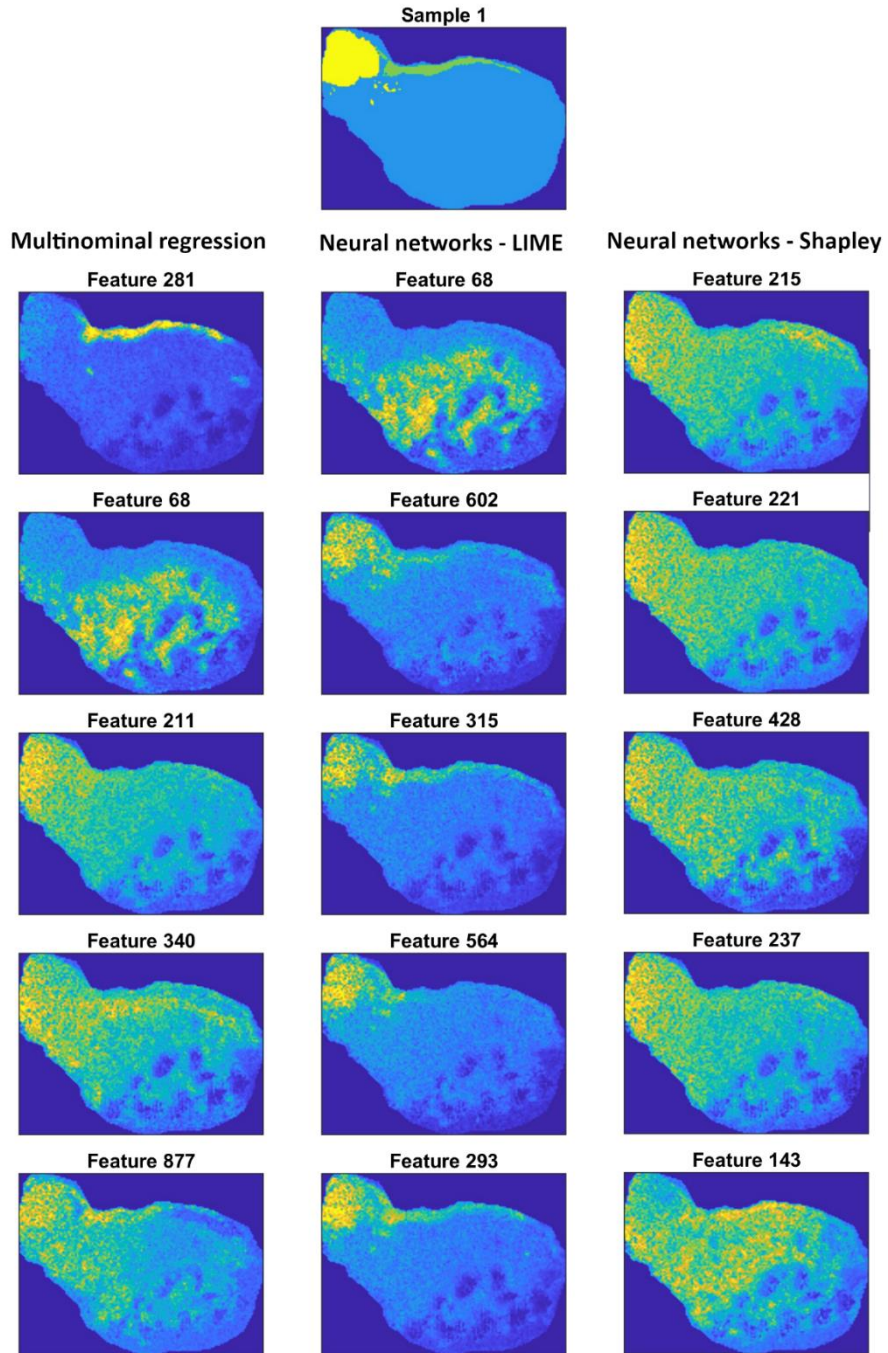 Sample 1
Multinominal regression
Neural networks - LIME
Neural networks - Shapley
Feature 281
Feature 68
Feature 215
Feature 68
Feature 602
Feature 221
Feature 211
Feature 315
Feature 428
Feature 340
Feature 564
Feature 237
Feature 877
Feature 293
Feature 143